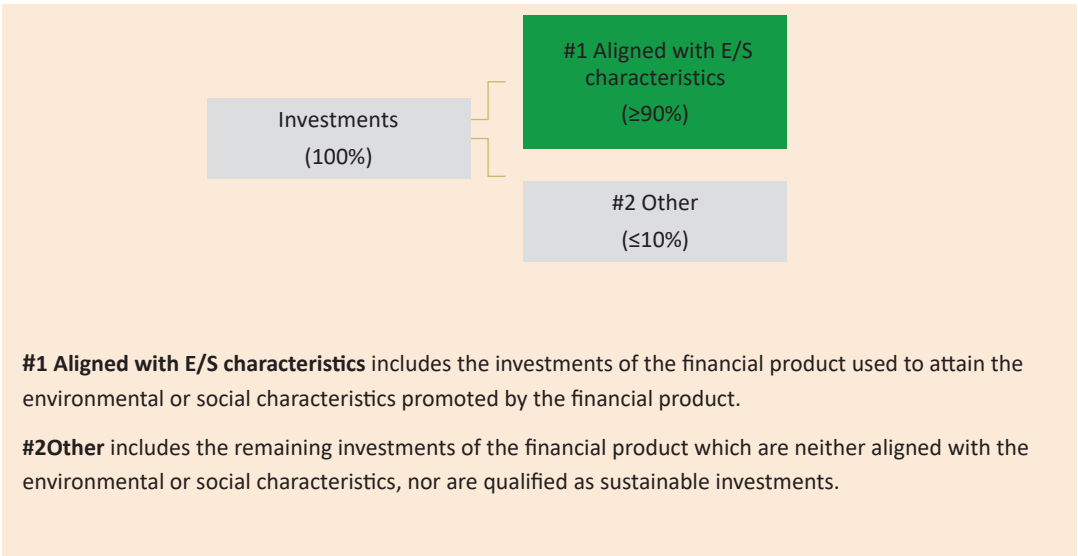 #1 Aligned with E/S
characteristics
(≥90%)
Investments
(100%)
#2 Other
(≤10%)
#1 Aligned with E/S characteristics includes the investments of the financial product used to attain the
environmental or social characteristics promoted by the financial product.
#2Other includes the remaining investments of the financial product which are neither aligned with the
environmental or social characteristics, nor are qualified as sustainable investments.